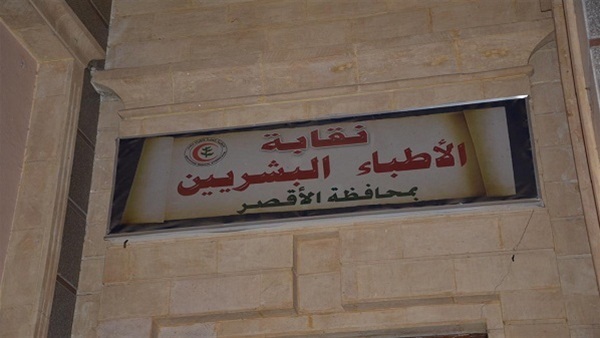 نقابة
الأطباء البشريين
بمحافظة الأقصر